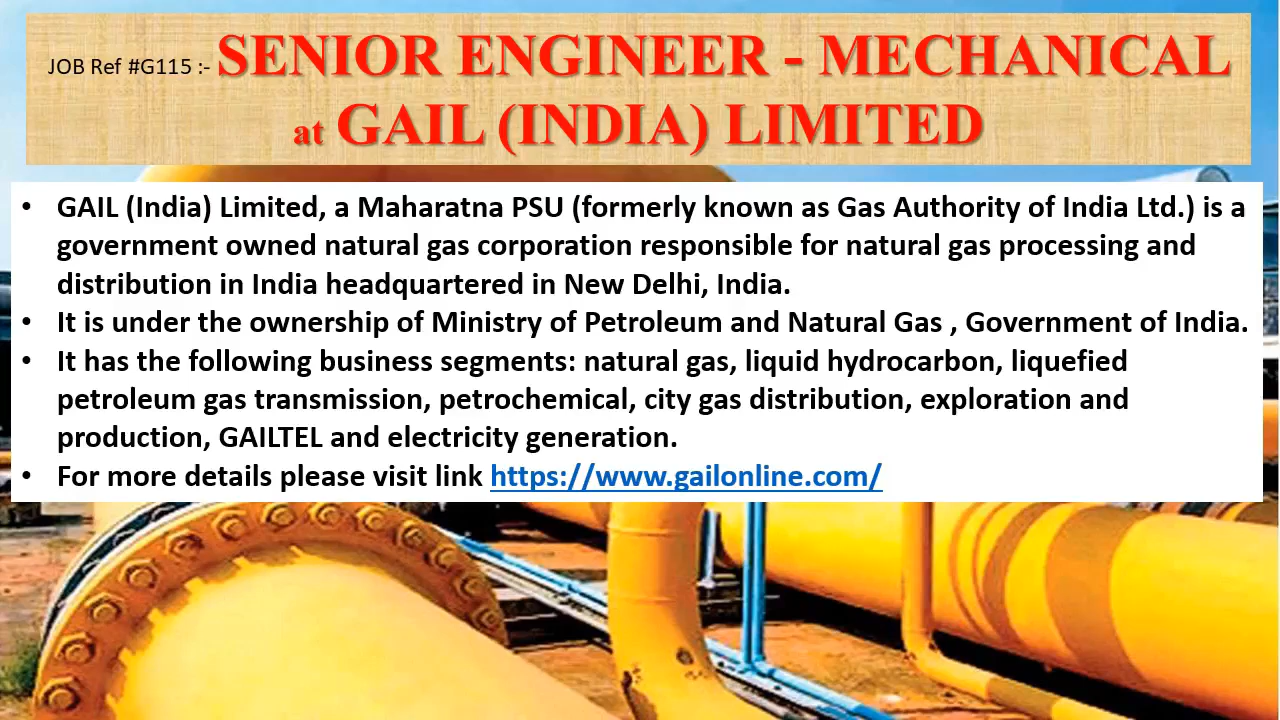 JOB Ref #G115 :- SENIOR ENGINEER - MECHANICAL
at GAIL (INDIA) LIMITED
• GAIL (India) Limited, a Maharatna PSU (formerly known as Gas Authority of India Ltd.) is a
government owned natural gas corporation responsible for natural gas processing and
distribution in India headquartered in New Delhi, India.
• It is under the ownership of Ministry of Petroleum and Natural Gas , Government of India.
• It has the following business segments: natural gas, liquid hydrocarbon, liquefied
petroleum gas transmission, petrochemical, city gas distribution, exploration and
production, GAILTEL and electricity generation.
• For more details please visit link https://www.gailonline.com/